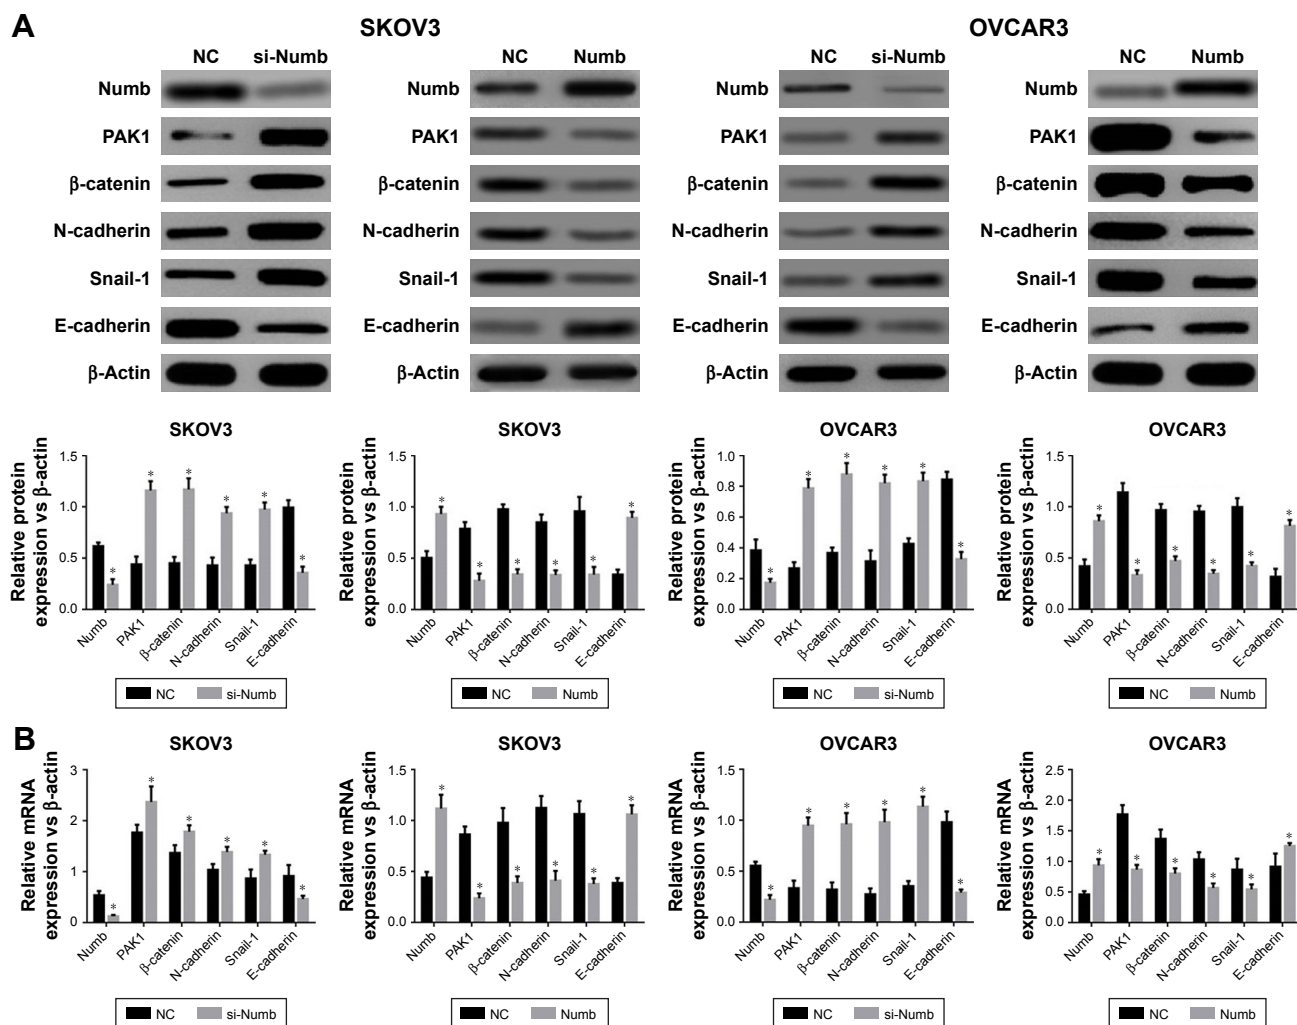 A
SKOV3
OVCAR3
NC si-Numb
Numb
PAK1
β-catenin
N-cadherin
Snail-1
E-cadherin
β-Actin
NC Numb
Numb
PAK1
β-catenin
N-cadherin
Snail-1
E-cadherin
β-Actin
NC si-Numb
Numb
PAK1
β-catenin
N-cadherin
Snail-1
E-cadherin
β-Actin
NC Numb
Numb
PAK1
β-catenin
N-cadherin
Snail-1
E-cadherin
β-Actin
SKOV3
Relative protein
expression vs β-actin
1.5
1.0
0.5
0.0
* * * * * *
Numb PAK1 β-catenin N-cadherin Snail-1 E-cadherin
NC si-Numb
SKOV3
Relative protein
expression vs β-actin
1.5
1.0
0.5
0.0
* * * * * *
Numb PAK1 β-catenin N-cadherin Snail-1 E-cadherin
NC Numb
OVCAR3
Relative protein
expression vs β-actin
1.0
0.8
0.6
0.4
0.2
0.0
* * * * * *
Numb PAK1 β-catenin N-cadherin Snail-1 E-cadherin
NC si-Numb
OVCAR3
Relative protein
expression vs β-actin
1.5
1.0
0.5
0.0
* * * * * *
Numb PAK1 β-catenin N-cadherin Snail-1 E-cadherin
NC Numb
B
SKOV3
Relative mRNA
expression vs β-actin
3
2
1
0
* * * * * *
Numb PAK1 β-catenin N-cadherin Snail-1 E-cadherin
NC si-Numb
SKOV3
Relative mRNA
expression vs β-actin
1.5
1.0
0.5
0.0
* * * * * *
Numb PAK1 β-catenin N-cadherin Snail-1 E-cadherin
NC Numb
OVCAR3
Relative mRNA
expression vs β-actin
1.5
1.0
0.5
0.0
* * * * * *
Numb PAK1 β-catenin N-cadherin Snail-1 E-cadherin
NC si-Numb
OVCAR3
Relative mRNA
expression vs β-actin
2.5
2.0
1.5
1.0
0.5
0.0
* * * * * *
Numb PAK1 β-catenin N-cadherin Snail-1 E-cadherin
NC Numb